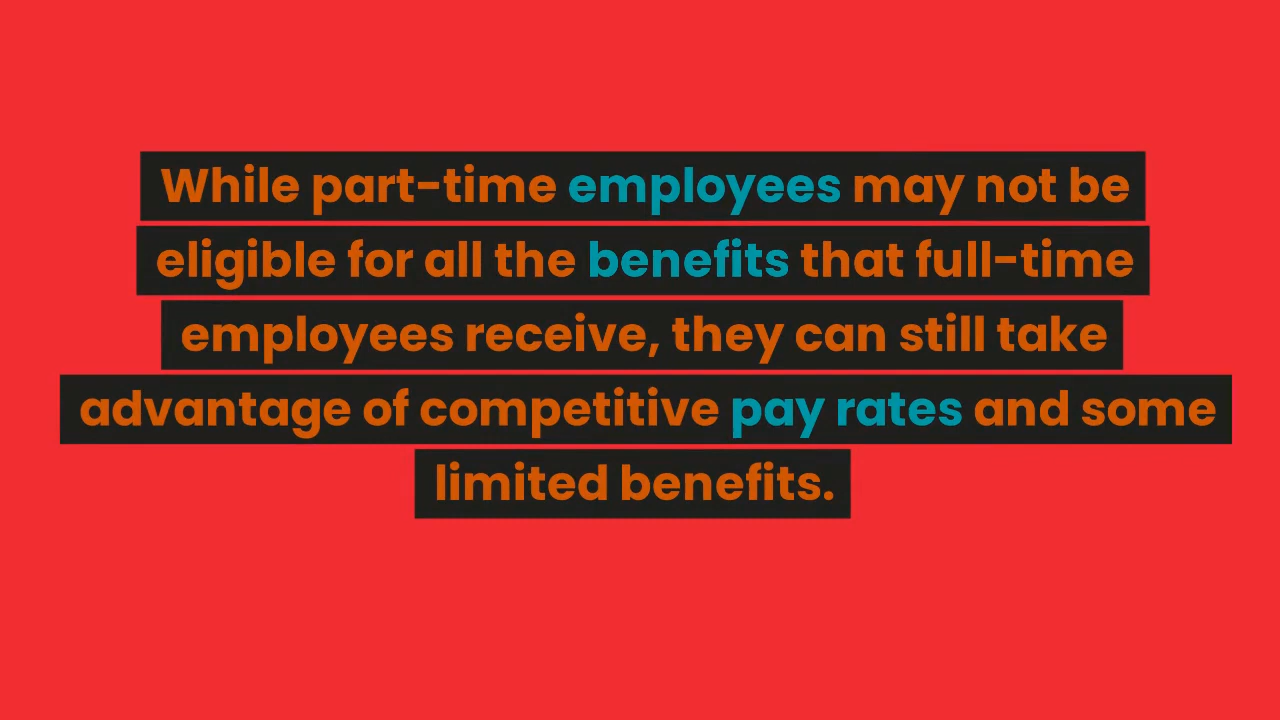 While part-time employees may not be
eligible for all the benefits that full-time
employees receive, they can still take
advantage of competitive pay rates and some
limited benefits.